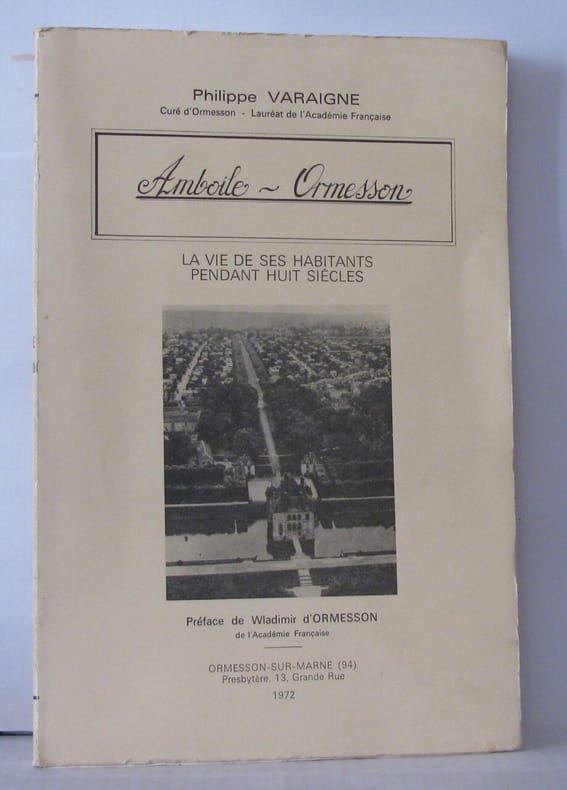 Philippe VARAIGNE
Curé d'Ormesson - Lauréat de l'Académie Française
Amboile ~ Ormesson
LA VIE DE SES HABITANTS
PENDANT HUIT SIÈCLES
Préface de Wladimir d'ORMESSON
de l'Académie Française
ORMESSON-SUR-MARNE (94)
Presbytère. 13, Grande Rue
1972